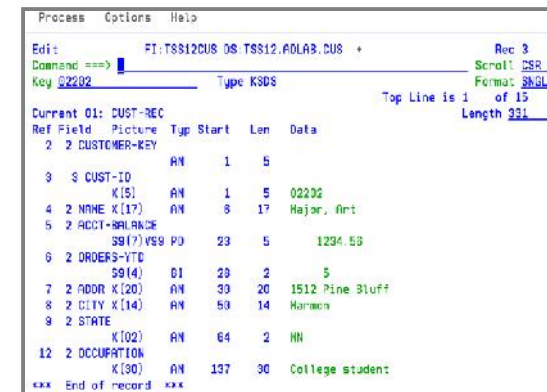 Process Options Help
Edit FI:TSS12CUS DS:TSS12.ADLAB.CUS + Rec 3
Command ===> Scroll CSR
Key 02202 Type KSDS Format SNGL
Top Line is 1 of 15
Current 01: CUST-REC Length 331
Ref Field Picture Typ Start Len Data
2 2 CUSTOMER-KEY
AN 1 5
3 3 CUST-ID
X(5) AN 1 5 02202
4 2 NAME X(17) AN 6 17 Major, Art
5 2 ACCT-BALANCE
S9(7)V99 PD 23 5 1234.56
6 2 ORDERS-YTD
S9(4) BI 28 2 5
7 2 ADDR X(20) AN 30 20 1512 Pine Bluff
8 2 CITY X(14) AN 50 14 Harmon
9 2 STATE
X(02) AN 64 2 MN
12 2 OCCUPATION
X(30) AN 137 30 College student
*** End of record ***